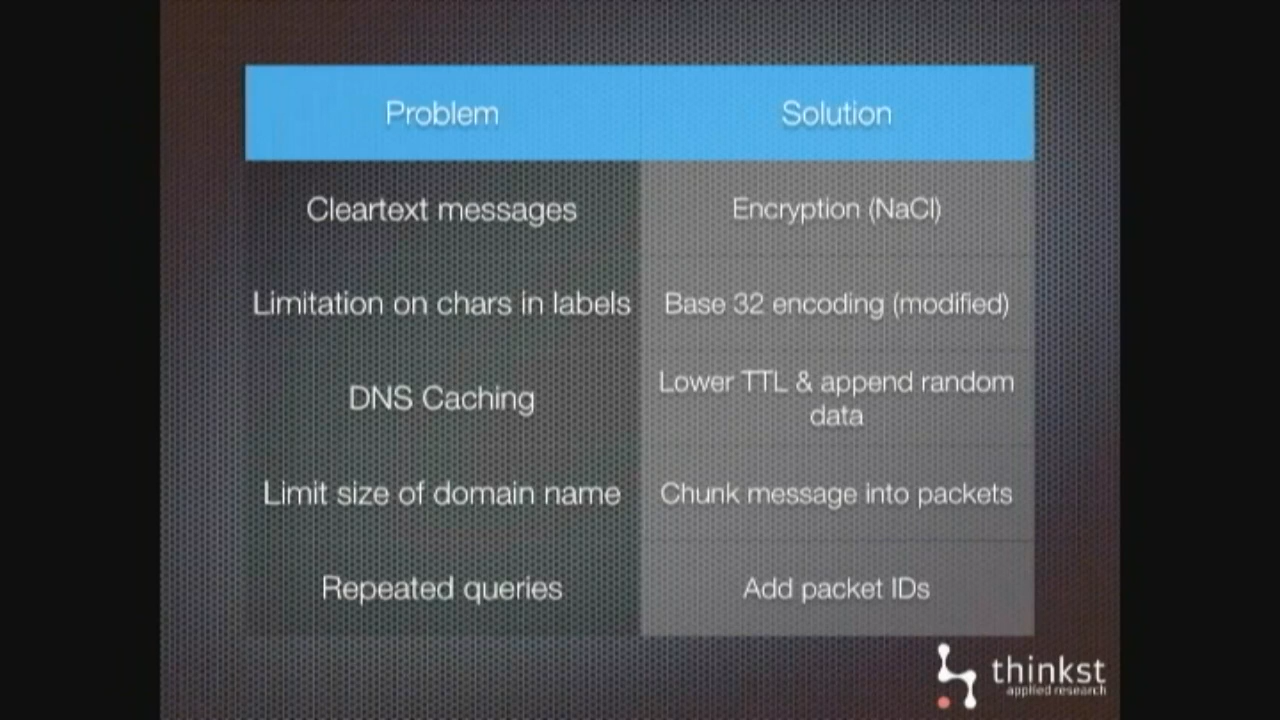 Problem Solution
Cleartext messages Encryption (NaCl)
Limitation on chars in labels Base 32 encoding (modified)
DNS Caching Lower TTL & append random
data
Limit size of domain name Chunk message into packets
Repeated queries Add packet IDs
thinkst
applied research